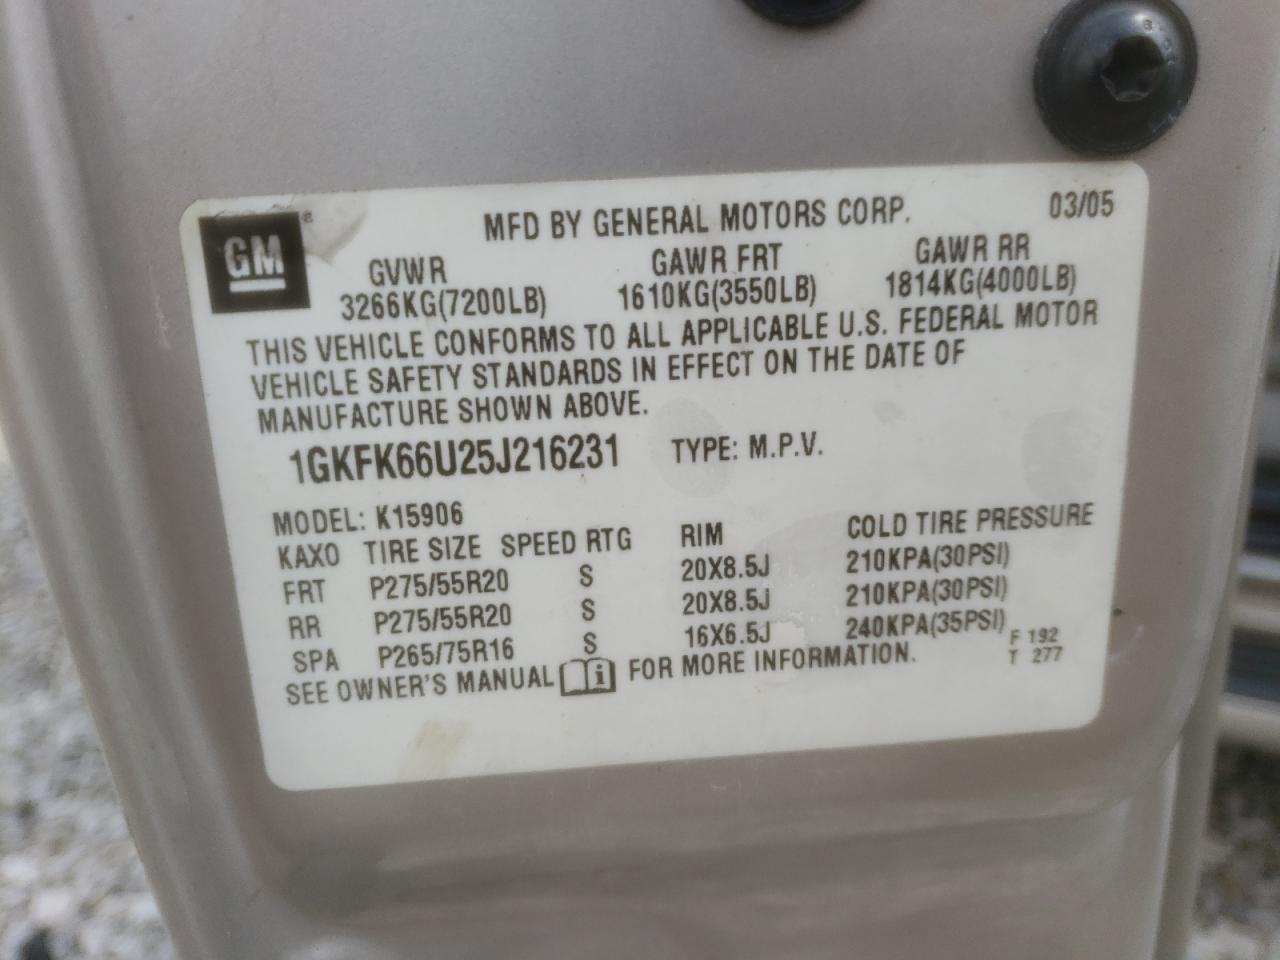 GM ®
MFD BY GENERAL MOTORS CORP. 03/05
GVWR GAWR FRT GAWR RR
3266KG(7200LB) 1610KG(3550LB) 1814KG(4000LB)
THIS VEHICLE CONFORMS TO ALL APPLICABLE U.S. FEDERAL MOTOR
VEHICLE SAFETY STANDARDS IN EFFECT ON THE DATE OF
MANUFACTURE SHOWN ABOVE.
1GKFK66U25J216231 TYPE: M.P.V.
MODEL: K15906
KAXO TIRE SIZE SPEED RTG RIM COLD TIRE PRESSURE
FRT P275/55R20 S 20X8.5J 210KPA(30PSI)
RR P275/55R20 S 20X8.5J 210KPA(30PSI)
SPA P265/75R16 S 16X6.5J 240KPA(35PSI)
SEE OWNER'S MANUAL i FOR MORE INFORMATION.
F 192
T 277